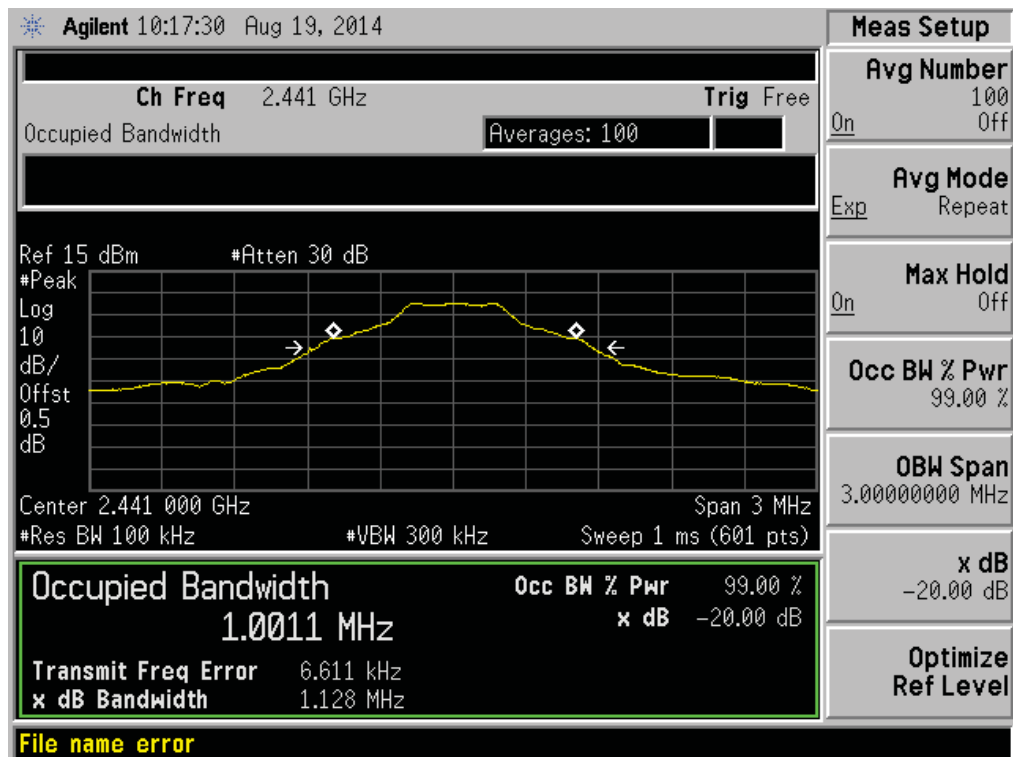 Agilent 10:17:30 Aug 19, 2014
Meas Setup
Ch Freq 2.441 GHz Trig Free
Occupied Bandwidth Averages: 100
Ref 15 dBm #Atten 30 dB
#Peak
Log
10
dB/
Offst
0.5
dB
Center 2.441 000 GHz Span 3 MHz
#Res BW 100 kHz #VBW 300 kHz Sweep 1 ms (601 pts)
Occupied Bandwidth Occ BW % Pwr 99.00 %
1.0011 MHz x dB -20.00 dB
Transmit Freq Error 6.611 kHz
x dB Bandwidth 1.128 MHz
File name error
Avg Number
100
On Off
Avg Mode
Exp Repeat
Max Hold
On Off
Occ BW % Pwr
99.00 %
OBW Span
3.00000000 MHz
x dB
-20.00 dB
Optimize
Ref Level